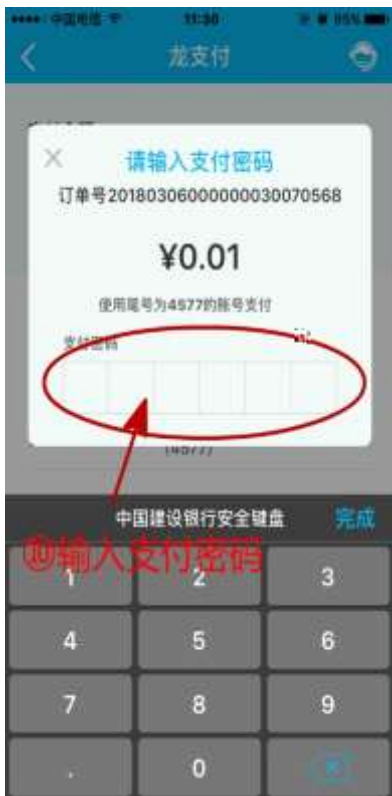 中国电信 11:30 95%
龙支付
请输入支付密码
订单号20180306000000030070568
¥0.01
使用尾号为4577的账号支付
支付密码
(4577)
中国建设银行安全键盘 完成
⑩输入支付密码
1 2 3
4 5 6
7 8 9
. 0